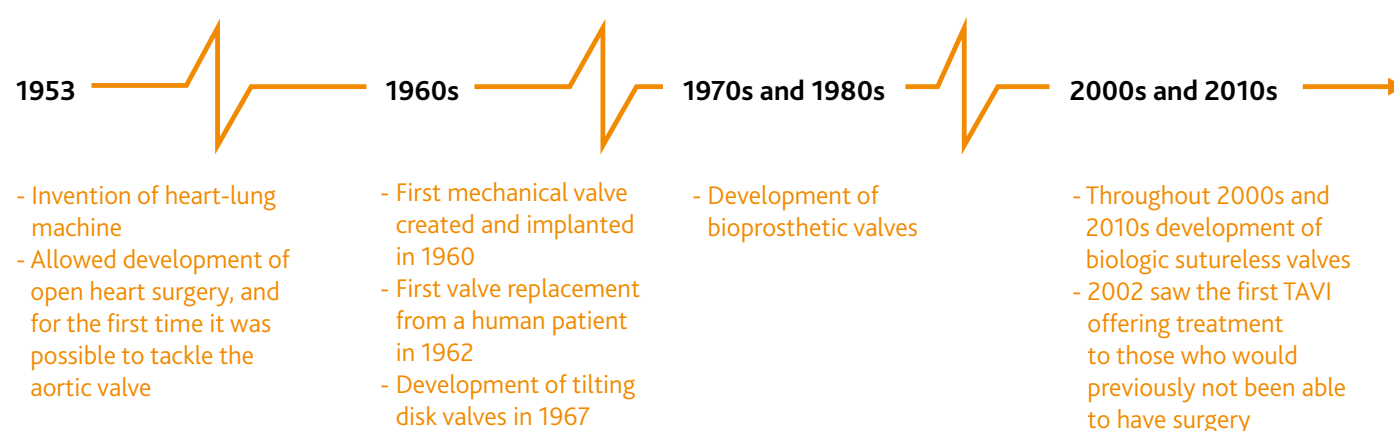 1953
1960s
1970s and 1980s
2000s and 2010s
- Invention of heart-lung
machine
- Allowed development of
open heart surgery, and
for the first time it was
possible to tackle the
aortic valve
- First mechanical valve
created and implanted
in 1960
- First valve replacement
from a human patient
in 1962
- Development of tilting
disk valves in 1967
- Development of
bioprosthetic valves
- Throughout 2000s and
2010s development of
biologic sutureless valves
- 2002 saw the first TAVI
offering treatment
to those who would
previously not been able
to have surgery